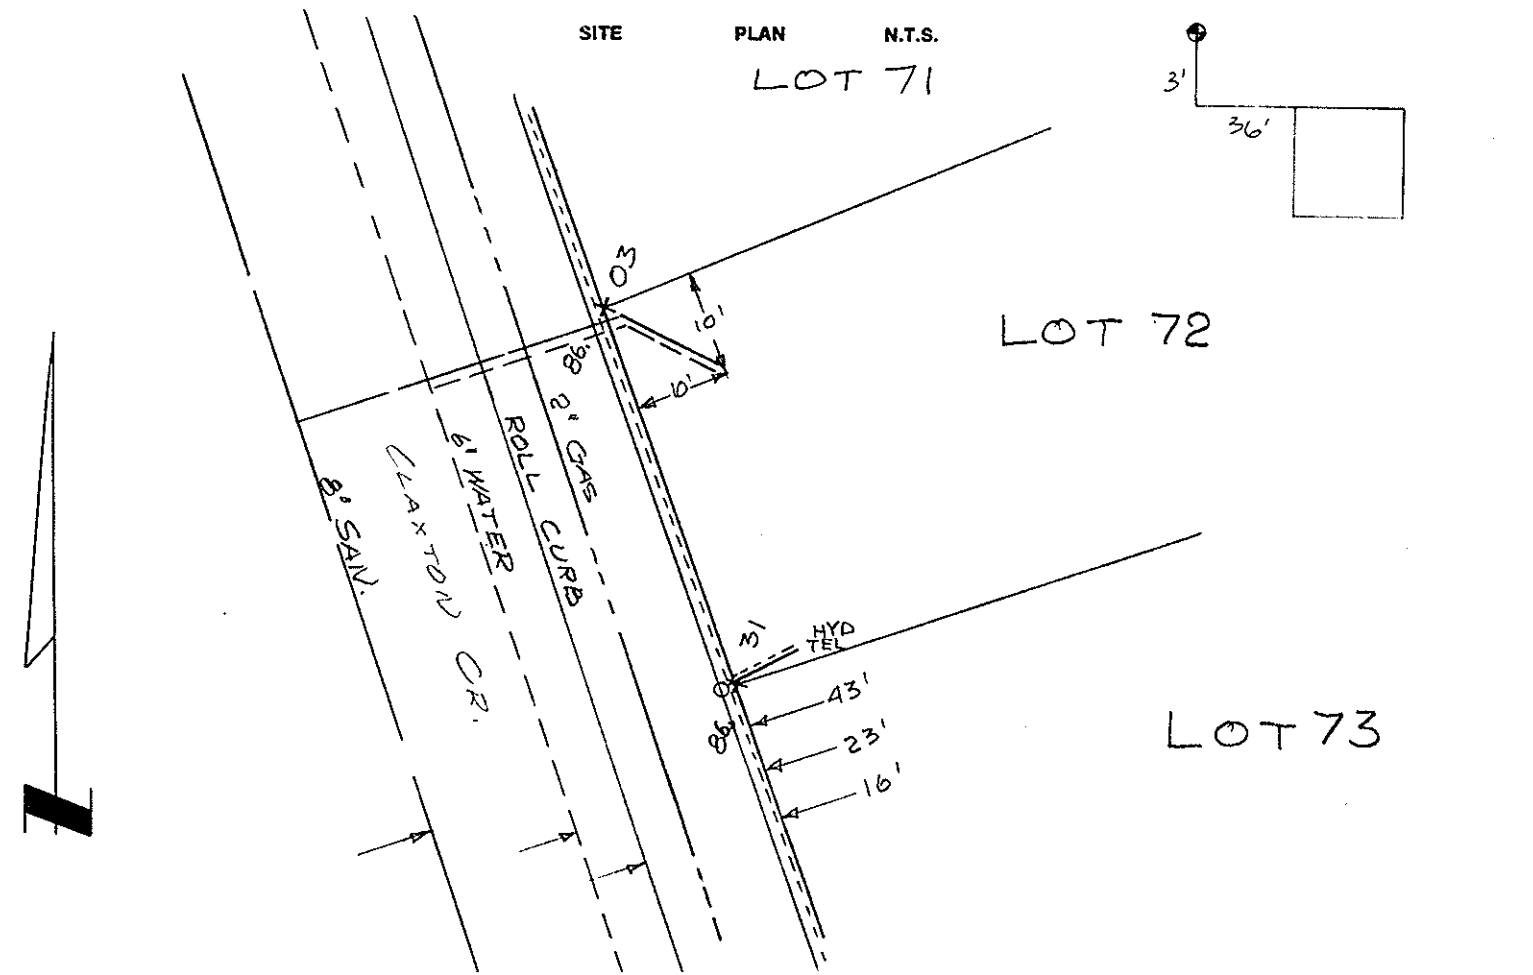 SITE PLAN N.T.S.
LOT 71
3'
36'
03
10'
LOT 72
86.
6'
2" GAS
ROLL CURB
6" WATER
CLAXTON CR.
8" SAN.
31
HYD
TEL
43'
86.
23'
LOT 73
16'